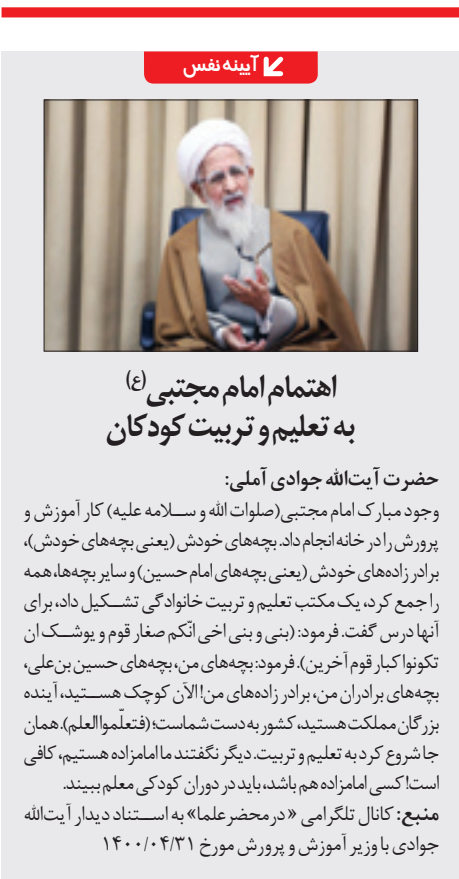 آیینه نفس
اهتمام امام مجتبی(ع)
به تعلیم و تربیت کودکان
حضرت آیت‌الله جوادی آملی:
وجود مبارک امام مجتبی(صلوات الله و سلامه علیه) کار آموزش و
پرورش را در خانه انجام داد. بچه‌های خودش (یعنی بچه‌های خودش)،
برادرزاده‌های خودش (یعنی بچه‌های امام حسین) و سایر بچه‌ها، همه
را جمع کرد، یک مکتب تعلیم و تربیت خانوادگی تشکیل داد، برای
آنها درس گفت. فرمود: (بنی و بنی اخی انّکم صغار قوم و یوشک ان
تکونوا کبار قوم آخرین). فرمود: بچه‌های من، بچه‌های حسین بن‌علی،
بچه‌های برادران من، برادر زاده‌های من! الآن کوچک هستید، آینده
بزرگان مملکت هستید، کشور به دست شماست؛ (فتعلّموا العلم). همان
جا شروع کرد به تعلیم و تربیت. دیگر نگفتند ما امامزاده هستیم، کافی
است! کسی امامزاده هم باشد، باید در دوران کودکی معلم ببیند.
منبع: کانال تلگرامی «در محضر علما» به استناد دیدار آیت‌الله
جوادی با وزیر آموزش و پرورش مورخ ۱۴۰۰/۰۴/۳۱